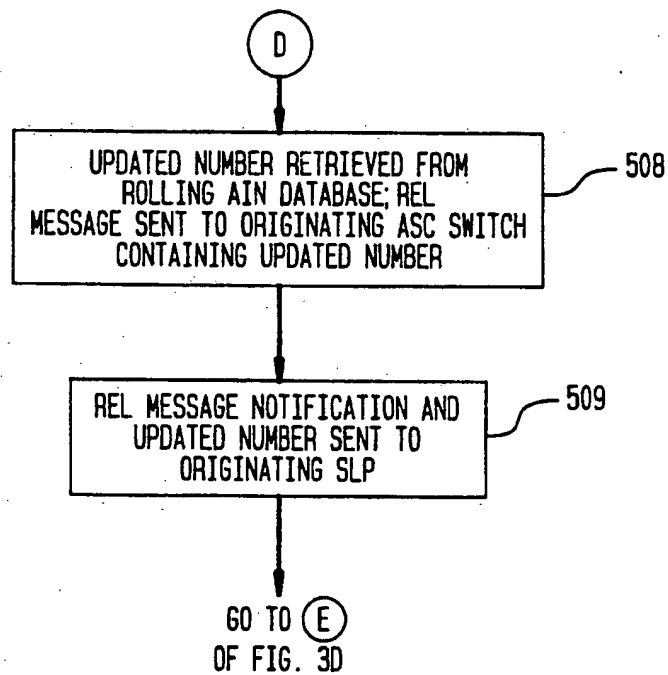 D
UPDATED NUMBER RETRIEVED FROM
ROLLING AIN DATABASE; REL
MESSAGE SENT TO ORIGINATING ASC SWITCH
CONTAINING UPDATED NUMBER
508
REL MESSAGE NOTIFICATION AND
UPDATED NUMBER SENT TO
ORIGINATING SLP
509
GO TO E
OF FIG. 3D